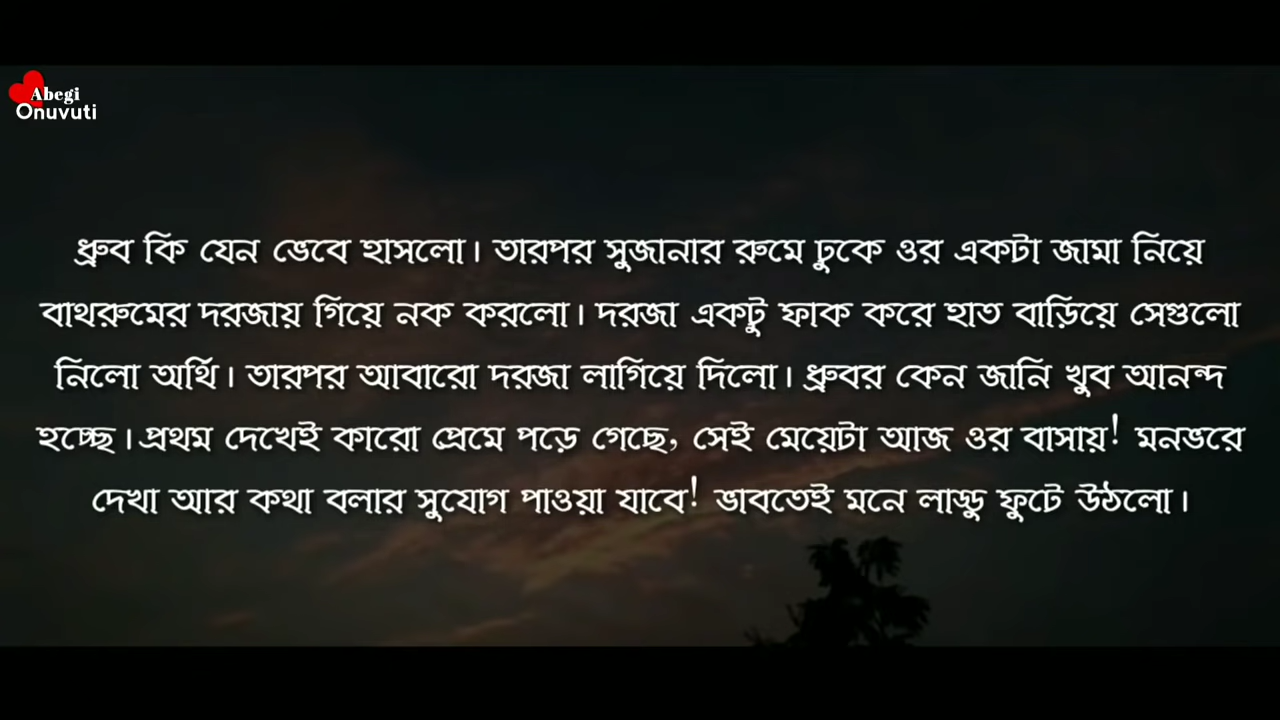 Abegi
Onuvuti
ধ্রুব কি যেন ভেবে হাসলো। তারপর সুজানার রুমে ঢুকে ওর একটা জামা নিয়ে
বাথরুমের দরজায় গিয়ে নক করলো। দরজা একটু ফাক করে হাত বাড়িয়ে সেগুলো
নিলো অর্থি। তারপর আবারো দরজা লাগিয়ে দিলো। ধ্রুবর কেন জানি খুব আনন্দ
হচ্ছে। প্রথম দেখেই কারো প্রেমে পড়ে গেছে, সেই মেয়েটা আজ ওর বাসায়! মনভরে
দেখা আর কথা বলার সুযোগ পাওয়া যাবে! ভাবতেই মনে লাড্ডু ফুটে উঠলো।